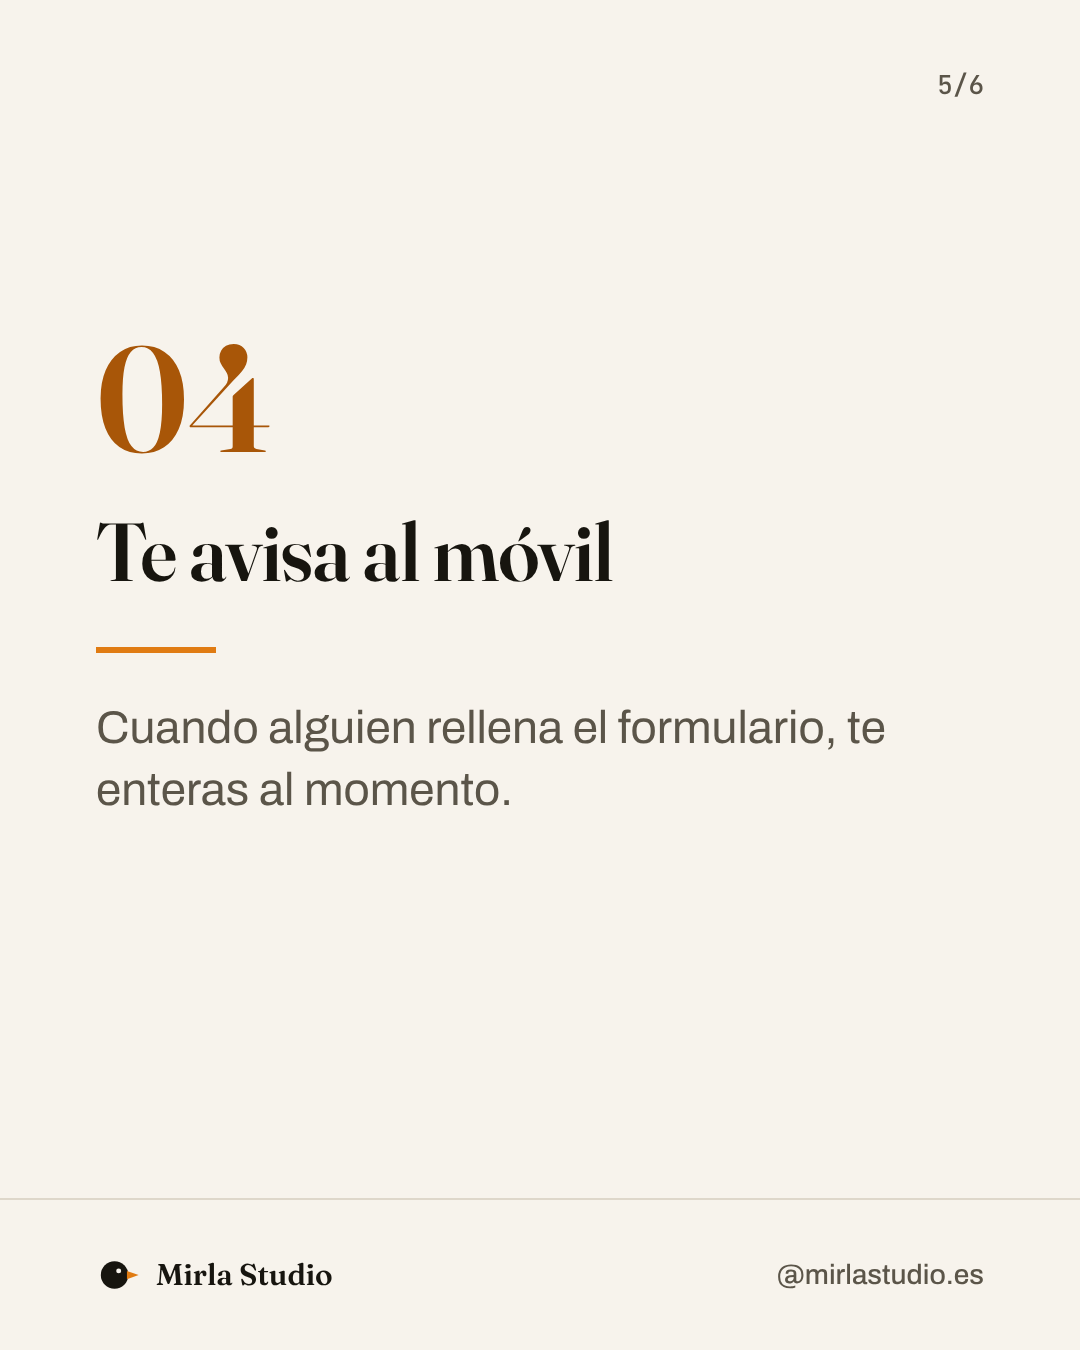 5/6
04
Te avisa al móvil
Cuando alguien rellena el formulario, te
enteras al momento.
Mirla Studio
@mirlastudio.es